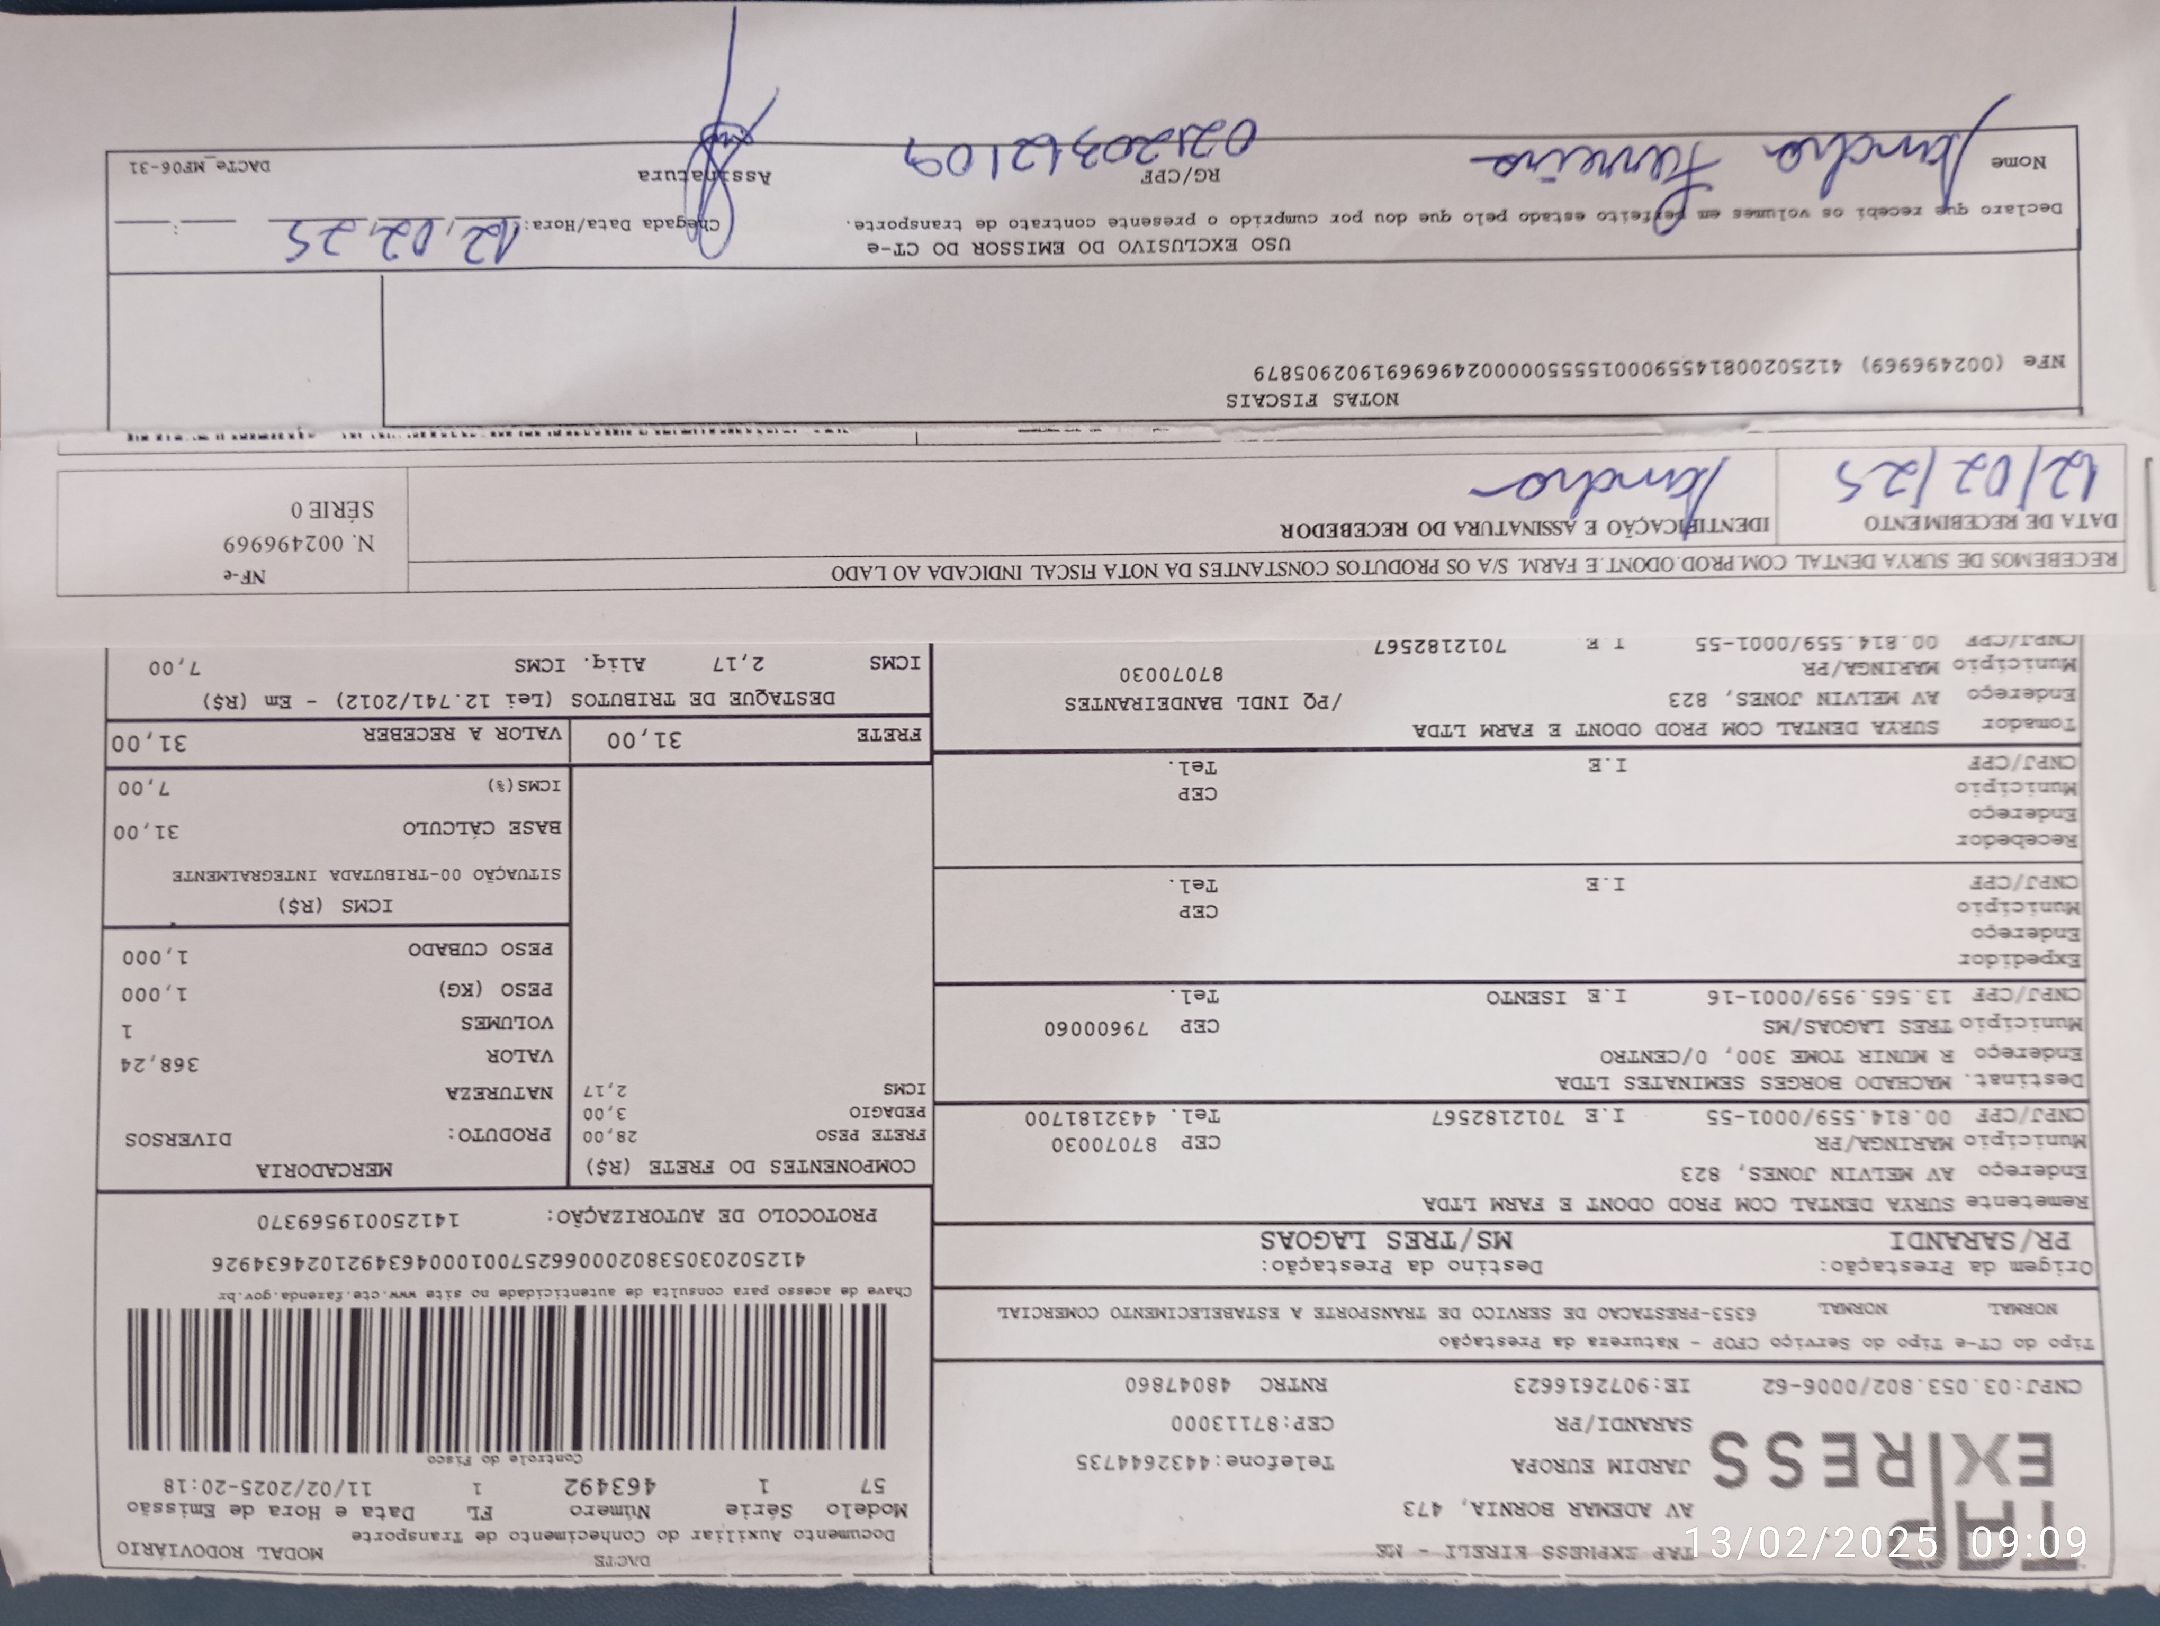 DACTE
MODAL RODOVIÁRIO
Documento Auxiliar do Conhecimento de Transporte
Modelo Série Número FL Data e Hora de Emissão
57 1 463492 1 11/02/2025-20:18
Controle do Fisco
TAP EXPRESS
TAP EXPRESS EIRELI - ME
AV ADEMAR BORNIA, 473
JARDIM EUROPA Telefone:4432644735
SARANDI/PR CEP:87113000
CNPJ:03.053.802/0006-62 IE:9072616623 RNTRC 48047860
Tipo do CT-e Tipo do Serviço CFOP - Natureza da Prestação
NORMAL NORMAL 6353-PRESTACAO DE SERVICO DE TRANSPORTE A ESTABELECIMENTO COMERCIAL
Chave de acesso para consulta de autenticidade no site www.cte.fazenda.gov.br
41250203053802000662570010004634921024634926
PROTOCOLO DE AUTORIZAÇÃO: 141250019569370
Origem da Prestação: Destino da Prestação:
PR/SARANDI MS/TRES LAGOAS
Remetente SURYA DENTAL COM PROD ODONT E FARM LTDA
Endereço AV MELVIN JONES, 823
Município MARINGA/PR CEP 87070030
CNPJ/CPF 00.814.559/0001-55 I.E 7012182567 Tel. 4432181700
Destinat. MACHADO BORGES SEMINATES LTDA
Endereço R MUNIR TOME 300, 0/CENTRO
Município TRES LAGOAS/MS CEP 79600060
CNPJ/CPF 13.565.959/0001-16 I.E ISENTO Tel.
Expedidor
Endereço
Município CEP
CNPJ/CPF I.E Tel.
Recebedor
Endereço
Município CEP
CNPJ/CPF I.E Tel.
Tomador SURYA DENTAL COM PROD ODONT E FARM LTDA
Endereço AV MELVIN JONES, 823 /PQ INDL BANDEIRANTES
Município MARINGA/PR 87070030
CNPJ/CPF 00.814.559/0001-55 I E 7012182567
COMPONENTES DO FRETE (R$)
FRETE PESO 28,00
PEDAGIO 3,00
ICMS 2,17
MERCADORIA
PRODUTO: DIVERSOS
NATUREZA
VALOR 368,24
VOLUMES 1
PESO (KG) 1,000
PESO CUBADO 1,000
ICMS (R$)
SITUAÇÃO 00-TRIBUTADA INTEGRALMENTE
BASE CÁLCULO 31,00
ICMS(%) 7,00
FRETE 31,00 VALOR A RECEBER 31,00
DESTAQUE DE TRIBUTOS (Lei 12.741/2012) - Em (R$)
ICMS 2,17 Aliq. ICMS 7,00
RECEBEMOS DE SURYA DENTAL COM PROD.ODONT.E FARM. S/A OS PRODUTOS CONSTANTES DA NOTA FISCAL INDICADA AO LADO
NF-e
N. 002496969
SÉRIE 0
DATA DE RECEBIMENTO IDENTIFICAÇÃO E ASSINATURA DO RECEBEDOR
12/02/25
NOTAS FISCAIS
NFe (002496969) 41250200814559000155550000024969691902905879
USO EXCLUSIVO DO EMISSOR DO CT-e
Declaro que recebi os volumes em perfeito estado pelo que dou por cumprido o presente contrato de transporte.
Chegada Data/Hora: 12,02,25 __:__
Nome RG/CPF Assinatura
Ferreira
DACTe_MF06-31
13/02/2025 09:09